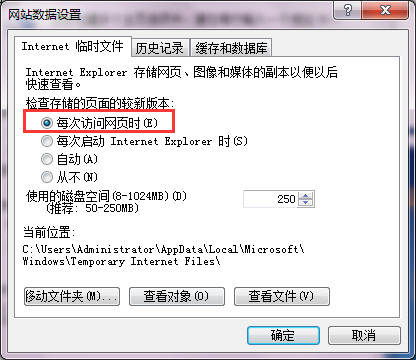 网站数据设置
Internet 临时文件 历史记录 缓存和数据库
Internet Explorer 存储网页、图像和媒体的副本以便以后
快速查看。
检查存储的页面的较新版本:
每次访问网页时(E)
每次启动 Internet Explorer 时(S)
自动(A)
从不(N)
使用的磁盘空间(8-1024MB)(D) 250
(推荐: 50-250MB)
当前位置:
C:\Users\Administrator\AppData\Local\Microsoft\
Windows\Temporary Internet Files\
移动文件夹(M)... 查看对象(O) 查看文件(V)
确定 取消